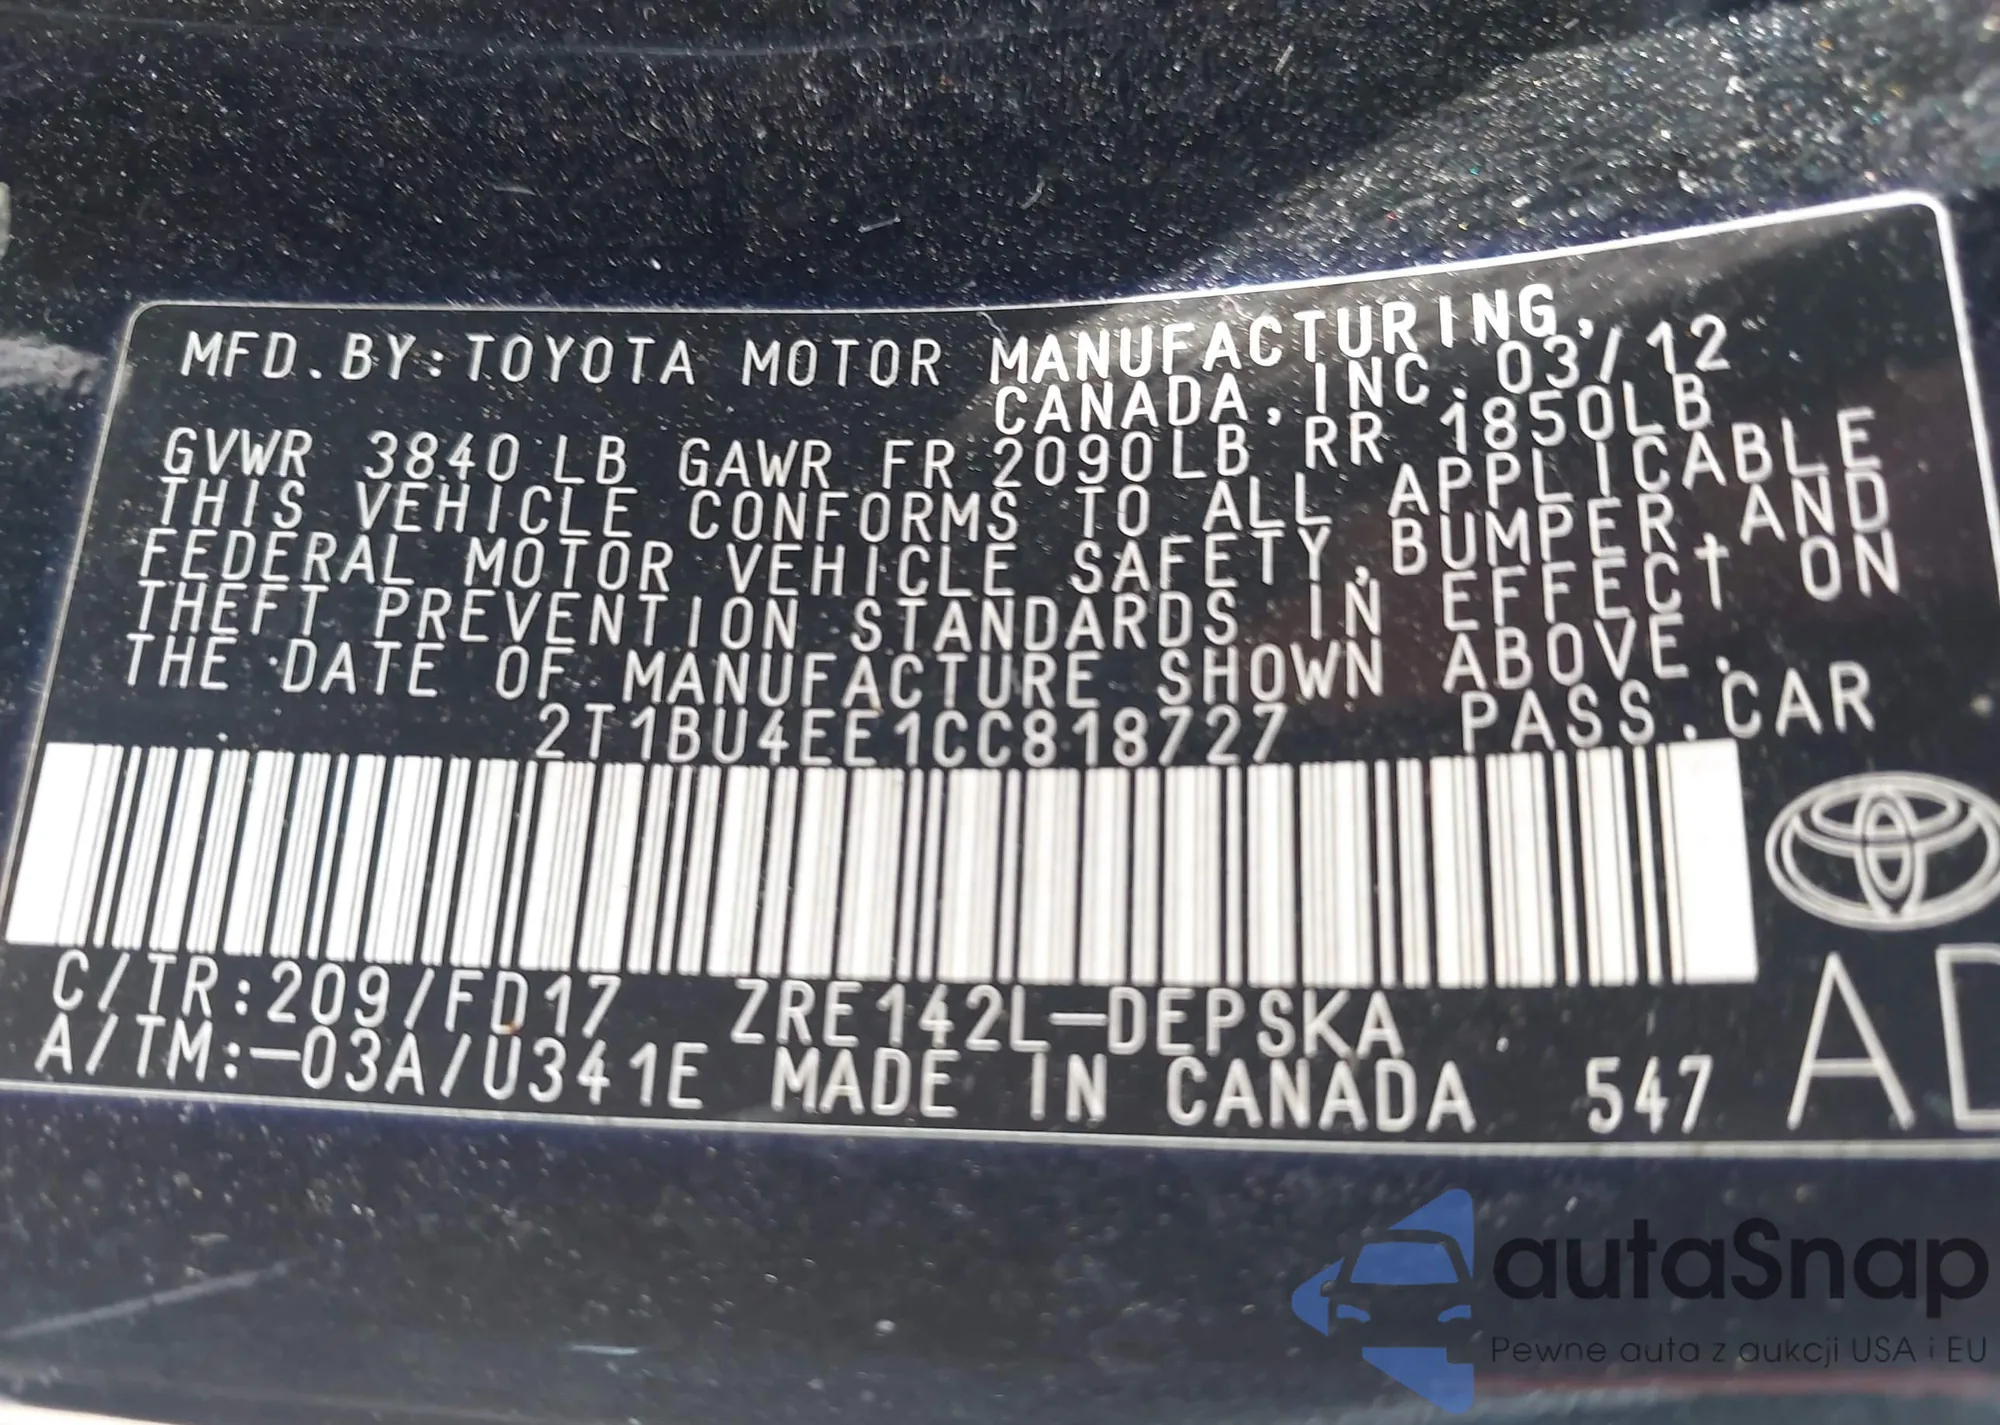 MFD.BY:TOYOTA MOTOR MANUFACTURING,
CANADA, INC. 03/12
GVWR 3840 LB GAWR FR 2090LB RR 1850LB
THIS VEHICLE CONFORMS TO ALL APPLICABLE
FEDERAL MOTOR VEHICLE SAFETY, BUMPER, AND
THEFT PREVENTION STANDARDS IN EFFECT ON
THE DATE OF MANUFACTURE SHOWN ABOVE.
2T1BU4EE1CC818727 PASS.CAR
C/TR:209/FD17 ZRE142L-DEPSKA
A/TM:-03A/U341E MADE IN CANADA 547
AD
autaSnap
Pewne auta z aukcji USA i EU